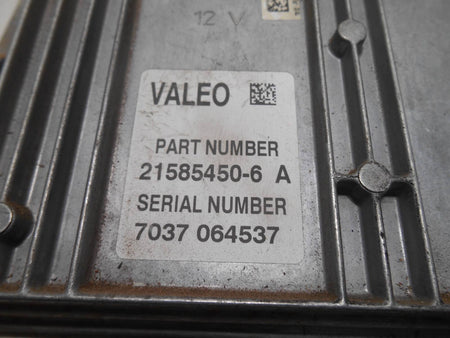 12 V
VALEO
PART NUMBER
21585450-6 A
SERIAL NUMBER
7037 064537